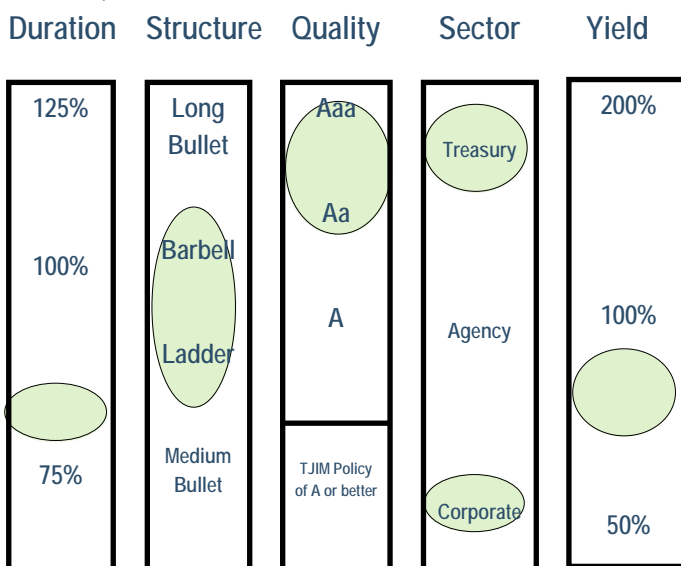 Duration Structure Quality Sector Yield
125%
100%
75%
Long
Bullet
Barbell
Ladder
Medium
Bullet
Aaa
Aa
A
TJIM Policy
of A or better
Treasury
Agency
Corporate
200%
100%
50%